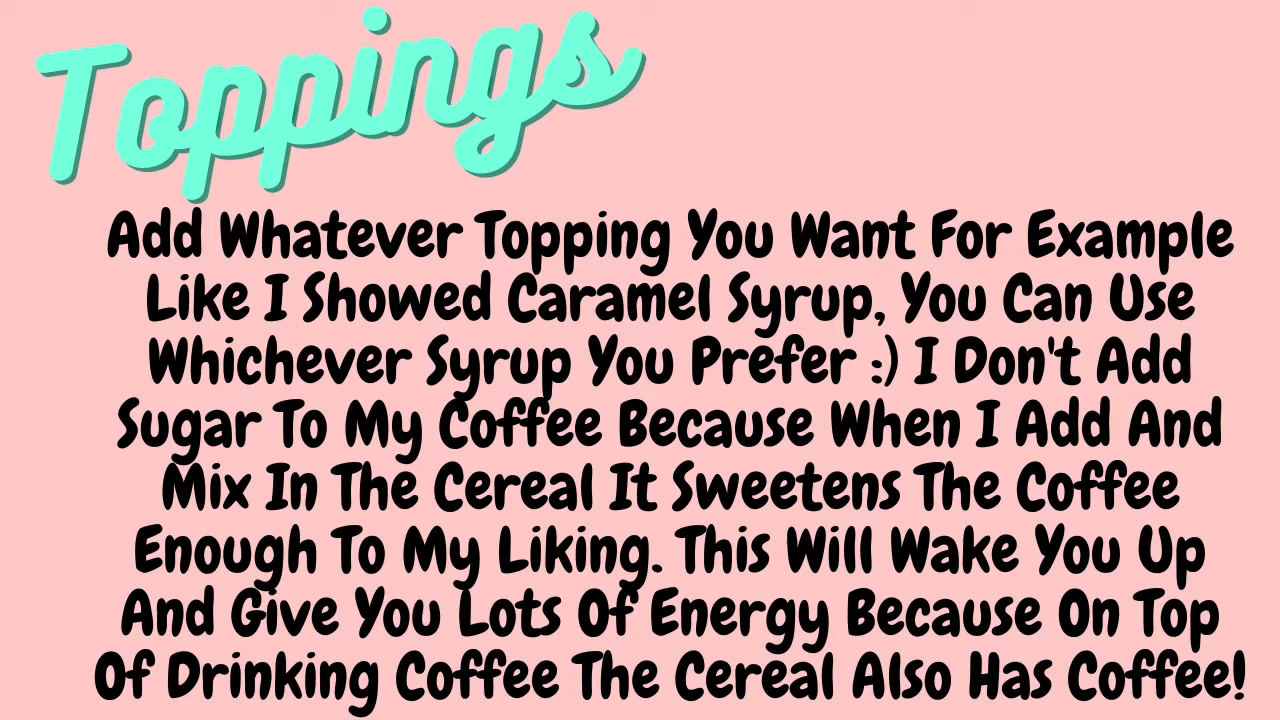 Toppings
Add Whatever Topping You Want For Example
Like I Showed Caramel Syrup, You Can Use
Whichever Syrup You Prefer :) I Don't Add
Sugar To My Coffee Because When I Add And
Mix In The Cereal It Sweetens The Coffee
Enough To My Liking. This Will Wake You Up
And Give You Lots Of Energy Because On Top
Of Drinking Coffee The Cereal Also Has Coffee!